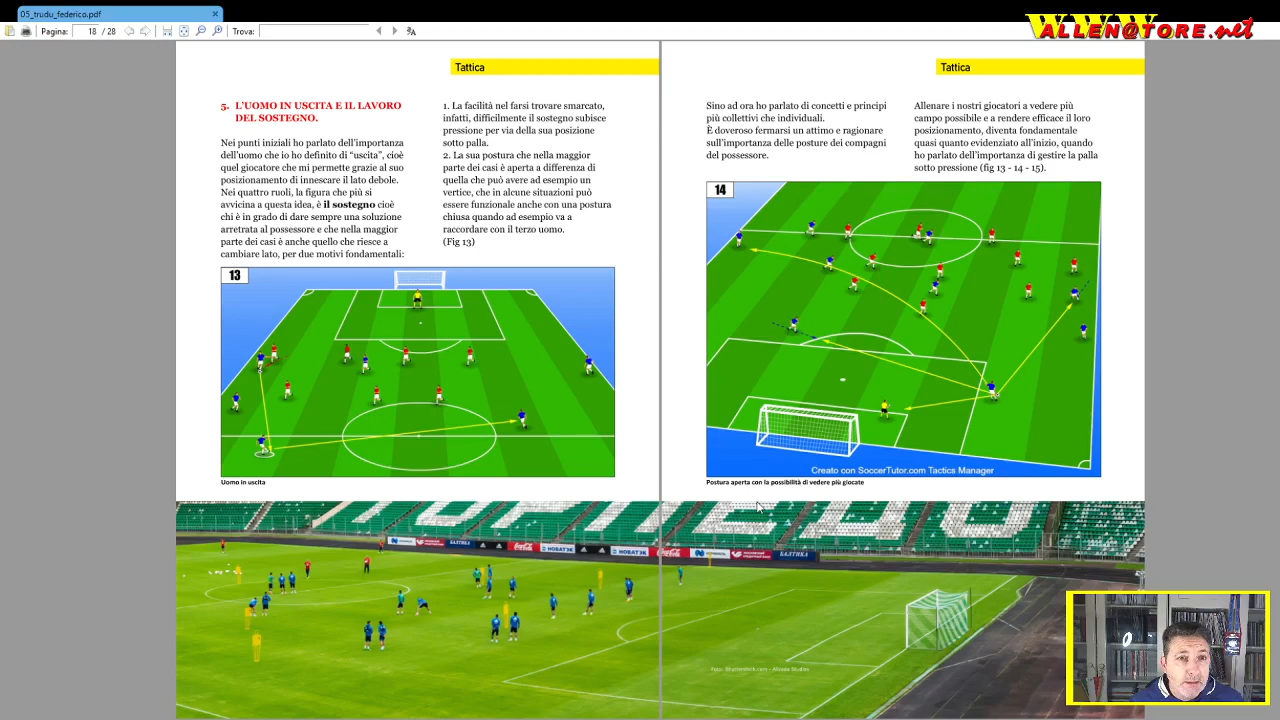 05_trudu_federico.pdf
Pagina: 18 / 28 Trova:
WWW
ALLEN@TORE.net
Tattica
5. L'UOMO IN USCITA E IL LAVORO
DEL SOSTEGNO.
Nei punti iniziali ho parlato dell'importanza
dell'uomo che io ho definito di "uscita", cioè
quel giocatore che mi permette grazie al suo
posizionamento di innescare il lato debole.
Nei quattro ruoli, la figura che più si
avvicina a questa idea, è il sostegno cioè
chi è in grado di dare sempre una soluzione
arretrata al possessore e che nella maggior
parte dei casi è anche quello che riesce a
cambiare lato, per due motivi fondamentali:
1. La facilità nel farsi trovare smarcato,
infatti, difficilmente il sostegno subisce
pressione per via della sua posizione
sotto palla.
2. La sua postura che nella maggior
parte dei casi è aperta a differenza di
quella che può avere ad esempio un
vertice, che in alcune situazioni può
essere funzionale anche con una postura
chiusa quando ad esempio va a
raccordare con il terzo uomo.
(Fig 13)
13
Uomo in uscita
Tattica
Sino ad ora ho parlato di concetti e principi
più collettivi che individuali.
È doveroso fermarsi un attimo e ragionare
sull'importanza delle posture dei compagni
del possessore.
Allenare i nostri giocatori a vedere più
campo possibile e a rendere efficace il loro
posizionamento, diventa fondamentale
quasi quanto evidenziato all'inizio, quando
ho parlato dell'importanza di gestire la palla
sotto pressione (fig 13 - 14 - 15).
14
Creato con SoccerTutor.com Tactics Manager
Postura aperta con la possibilità di vedere più giocate
Coca-Cola
НОВАТЭК
БАЛТИКА